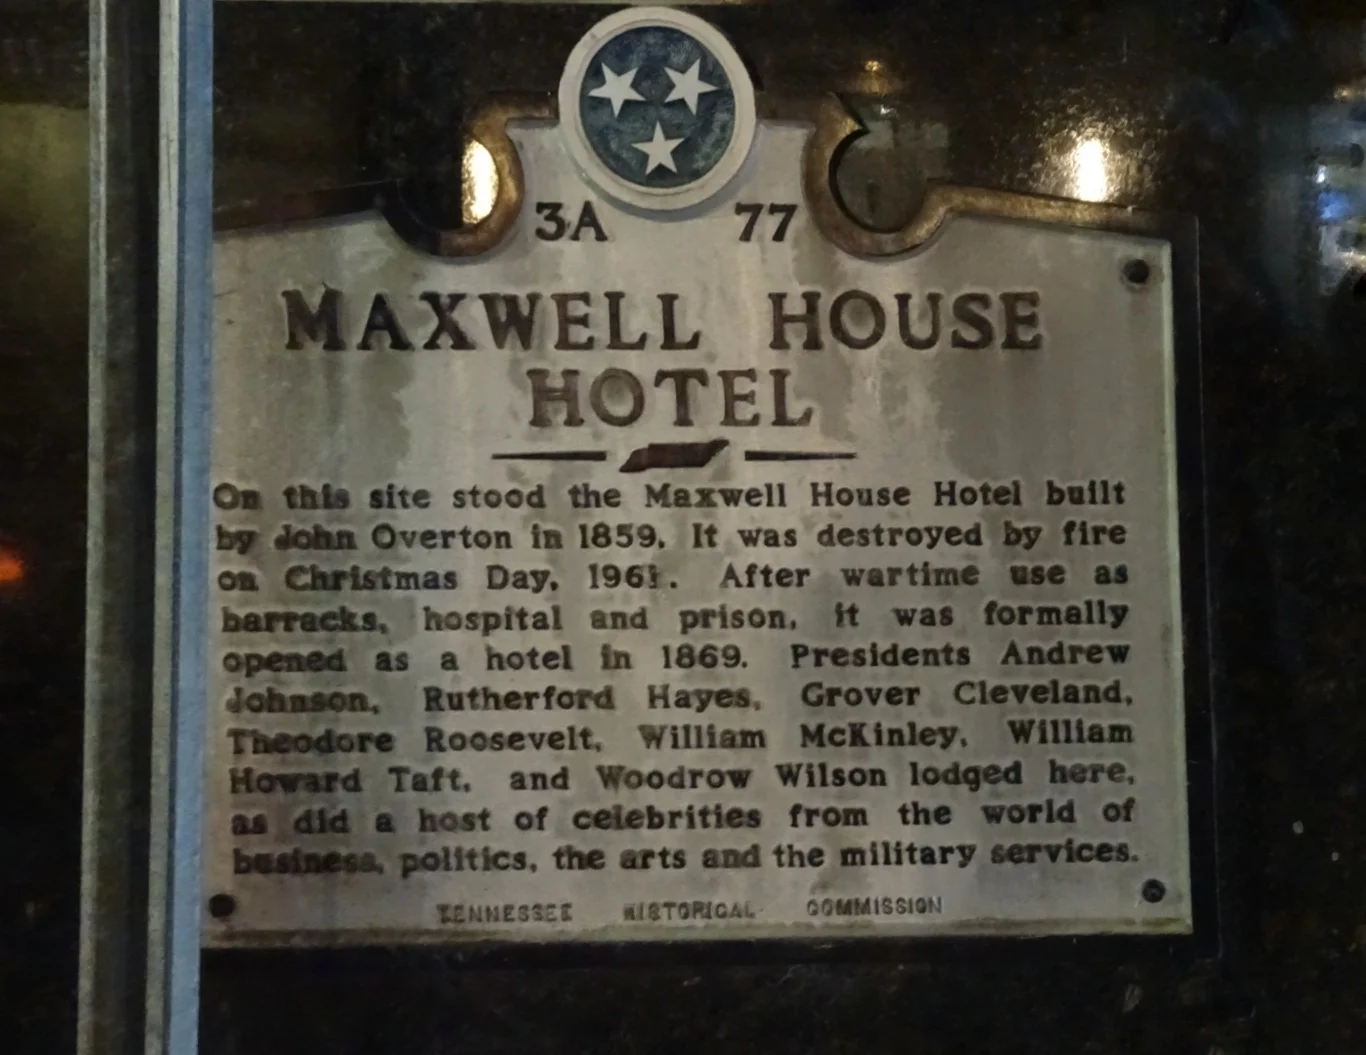 3A 77
MAXWELL HOUSE
HOTEL
On this site stood the Maxwell House Hotel built
by John Overton in 1859. It was destroyed by fire
on Christmas Day, After wartime use as
barracks, hospital and prison, it was formally
opened as a hotel in 1869. Presidents Andrew
Johnson, Rutherford Hayes, Grover Cleveland,
Theodore Roosevelt, William McKinley, William
Howard Taft, and Woodrow Wilson lodged here,
as did a host of celebrities from the world of
business, politics, the arts and the military services.
TENNESSEE HISTORICAL COMMISSION